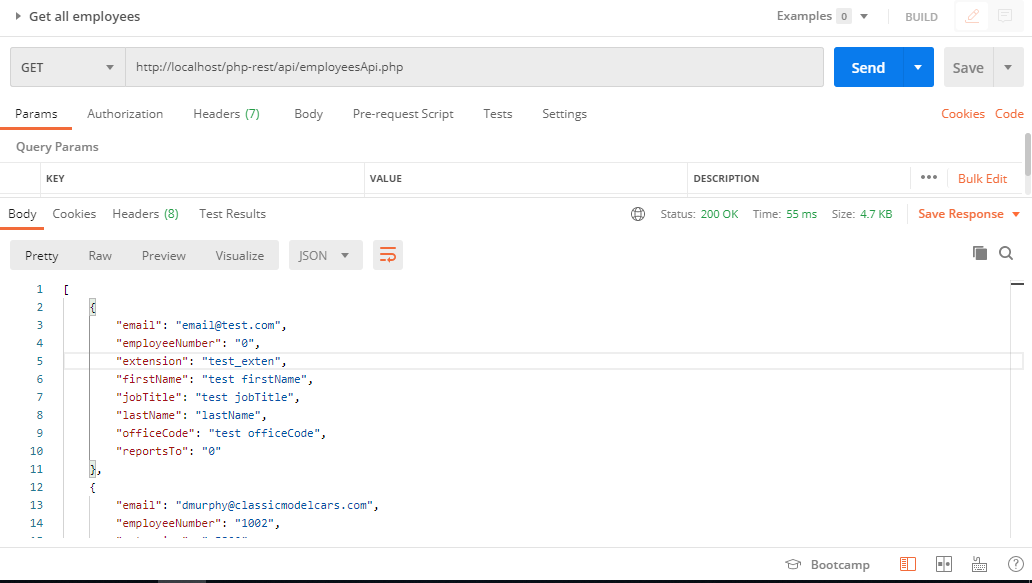 Get all employees Examples 0 BUILD
GET http://localhost/php-rest/api/employeesApi.php Send Save
Params Authorization Headers (7) Body Pre-request Script Tests Settings Cookies Code
Query Params
KEY VALUE DESCRIPTION ••• Bulk Edit
Body Cookies Headers (8) Test Results Status: 200 OK Time: 55 ms Size: 4.7 KB Save Response
Pretty Raw Preview Visualize JSON
1 [
2 {
3 "email": "email@test.com",
4 "employeeNumber": "0",
5 "extension": "test_exten",
6 "firstName": "test firstName",
7 "jobTitle": "test jobTitle",
8 "lastName": "lastName",
9 "officeCode": "test officeCode",
10 "reportsTo": "0"
11 },
12 {
13 "email": "dmurphy@classicmodelcars.com",
14 "employeeNumber": "1002",
Bootcamp ?